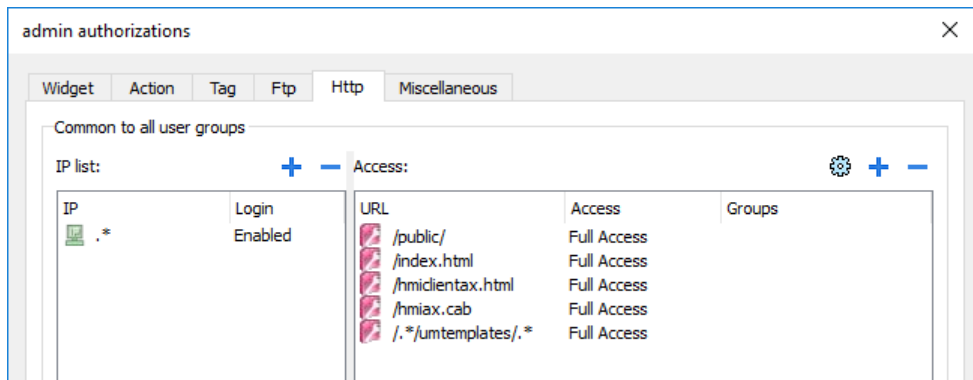 admin authorizations
Widget Action Tag Ftp Http Miscellaneous
Common to all user groups
IP list: Access:
IP Login URL Access Groups
.* Enabled /public/ Full Access
/index.html Full Access
/hmiclientax.html Full Access
/hmiax.cab Full Access
/.*/umtemplates/.* Full Access